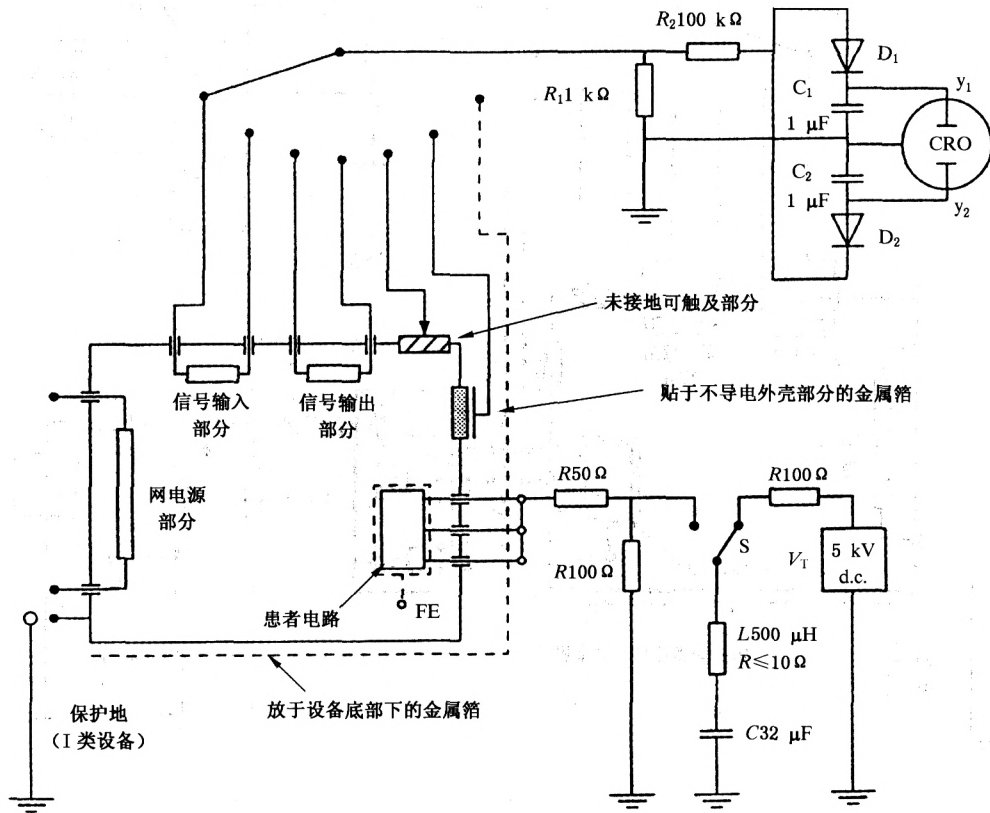 R₂100 kΩ
D₁
R₁1 kΩ
C₁
1 μF
y₁
CRO
C₂
1 μF
y₂
D₂
未接地可触及部分
信号输入
部分
信号输出
部分
贴于不导电外壳部分的金属箔
网电源
部分
R50 Ω
R100 Ω
S
R100 Ω
V_T
5 kV
d.c.
患者电路
FE
L500 μH
R≤10 Ω
放于设备底部下的金属箔
保护地
(Ⅰ类设备)
C32 μF